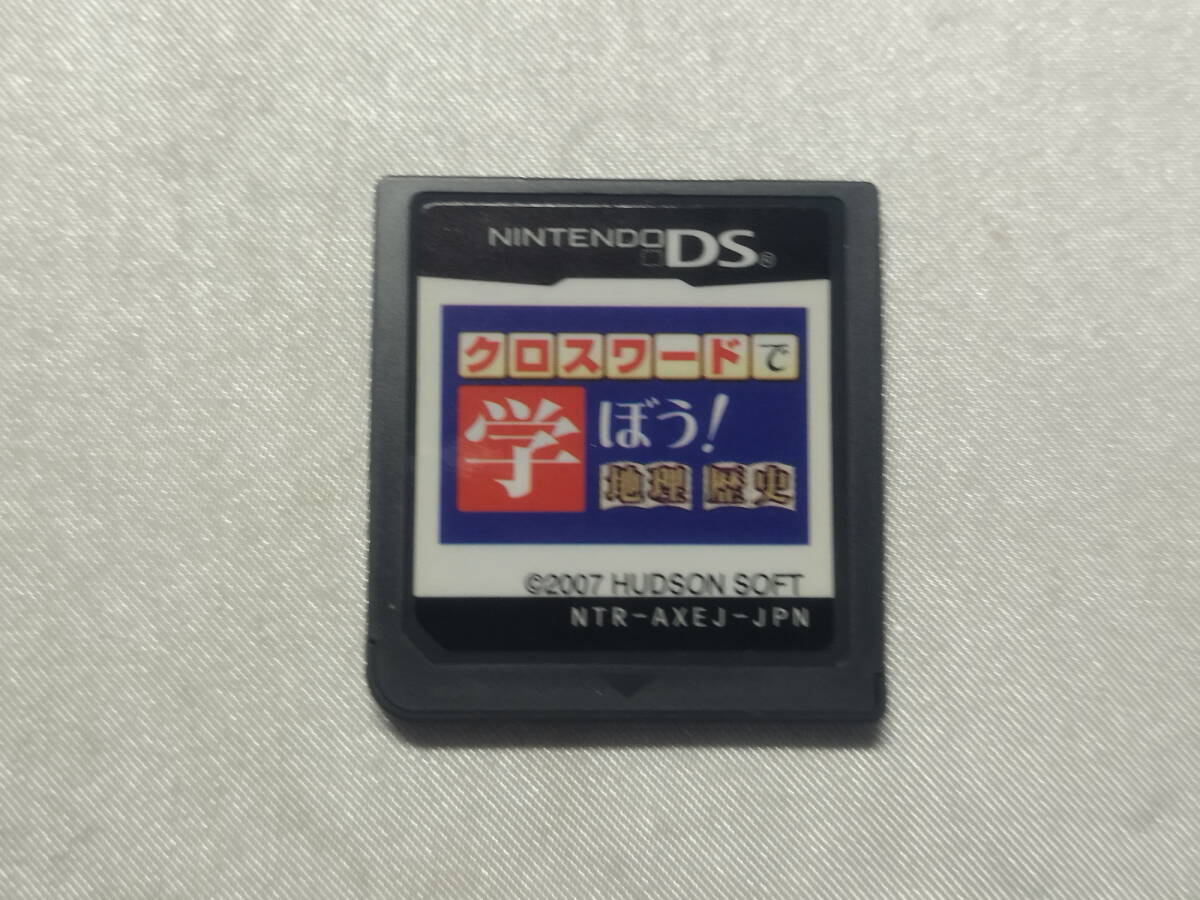 NINTENDO DS®
クロスワードで
学ぼう!
地理 歴史
©2007 HUDSON SOFT
NTR-AXEJ-JPN